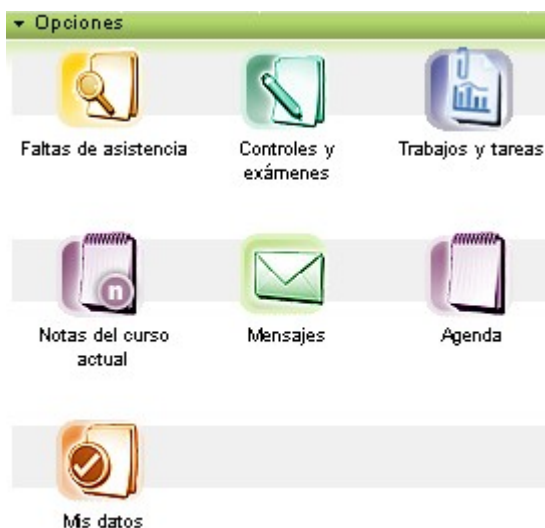 Opciones
Faltas de asistencia
Controles y
exámenes
Trabajos y tareas
n
Notas del curso
actual
Mensajes
Agenda
Mis datos